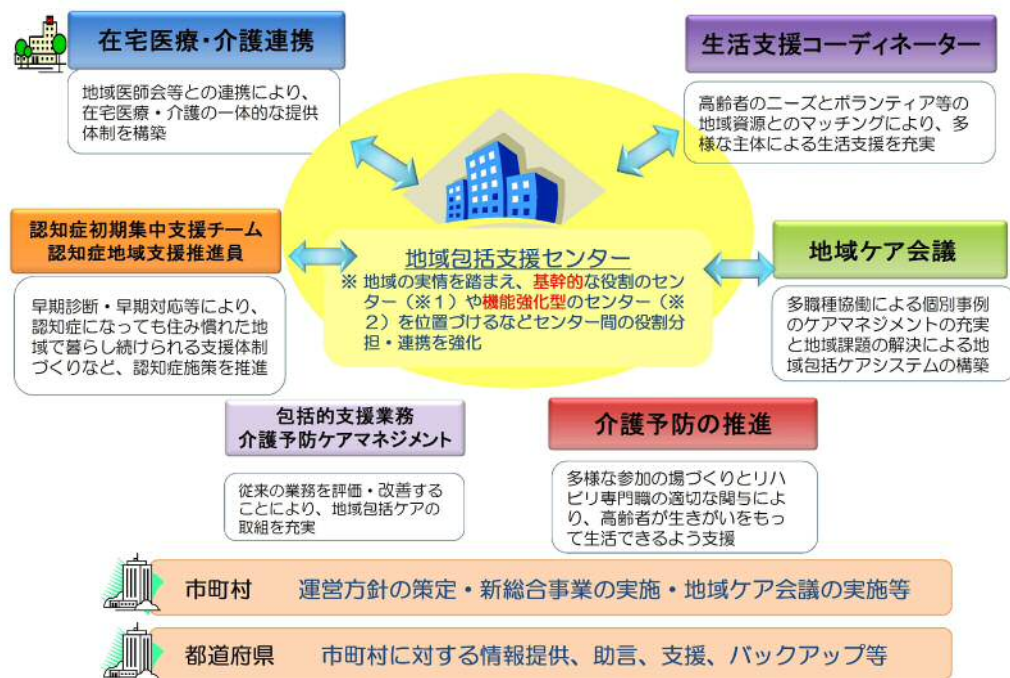 在宅医療・介護連携
地域医師会等との連携により、
在宅医療・介護の一体的な提供
体制を構築
生活支援コーディネーター
高齢者のニーズとボランティア等の
地域資源とのマッチングにより、多
様な主体による生活支援を充実
認知症初期集中支援チーム
認知症地域支援推進員
早期診断・早期対応等により、
認知症になっても住み慣れた地
域で暮らし続けられる支援体制
づくりなど、認知症施策を推進
地域包括支援センター
※ 地域の実情を踏まえ、基幹的な役割のセン
ター（※１）や機能強化型のセンター（※
２）を位置づけるなどセンター間の役割分
担・連携を強化
地域ケア会議
多職種協働による個別事例
のケアマネジメントの充実
と地域課題の解決による地
域包括ケアシステムの構築
包括的支援業務
介護予防ケアマネジメント
従来の業務を評価・改善する
ことにより、地域包括ケアの
取組を充実
介護予防の推進
多様な参加の場づくりとリハ
ビリ専門職の適切な関与によ
り、高齢者が生きがいをもっ
て生活できるよう支援
市町村 運営方針の策定・新総合事業の実施・地域ケア会議の実施等
都道府県 市町村に対する情報提供、助言、支援、バックアップ等